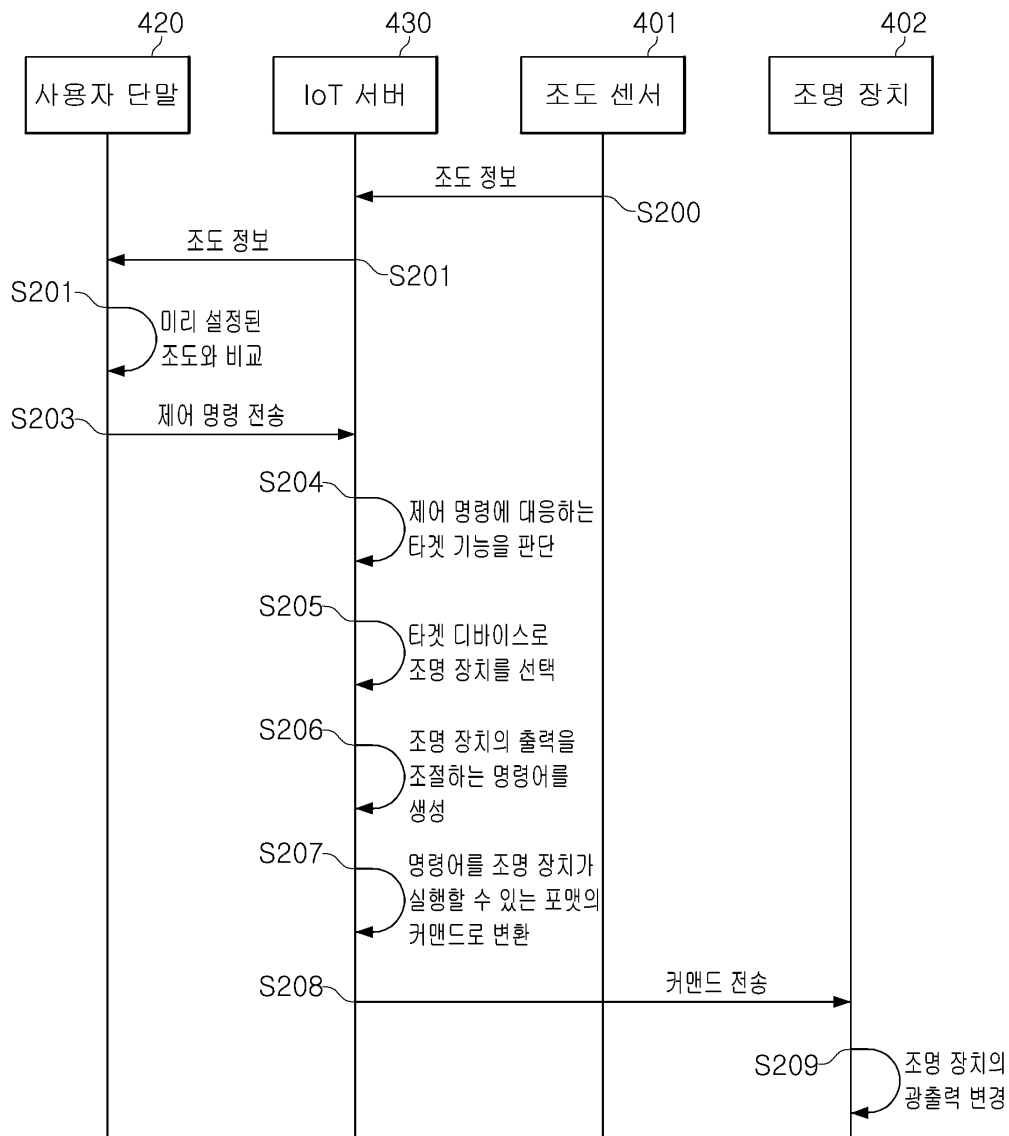 420
430
401
402
사용자 단말
IoT 서버
조도 센서
조명 장치
조도 정보
S200
조도 정보
S201
S201
미리 설정된
조도와 비교
S203
제어 명령 전송
S204
제어 명령에 대응하는
타겟 기능을 판단
S205
타겟 디바이스로
조명 장치를 선택
S206
조명 장치의 출력을
조절하는 명령어를
생성
S207
명령어를 조명 장치가
실행할 수 있는 포맷의
커맨드로 변환
S208
커맨드 전송
S209
조명 장치의
광출력 변경